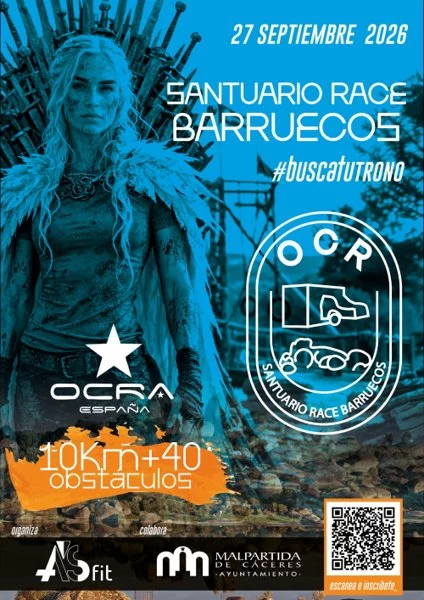 27 SEPTIEMBRE 2026
SANTUARIO RACE
BARRUECOS
#BUSCATUTRONO
OCR
SANTUARIO RACE BARRUECOS
OCRA
ESPAÑA
10Km+40
obstáculos
organiza
colabora
ANSfit
MALPARTIDA
DE CÁCERES
·AYUNTAMIENTO·
escanea e inscríbete